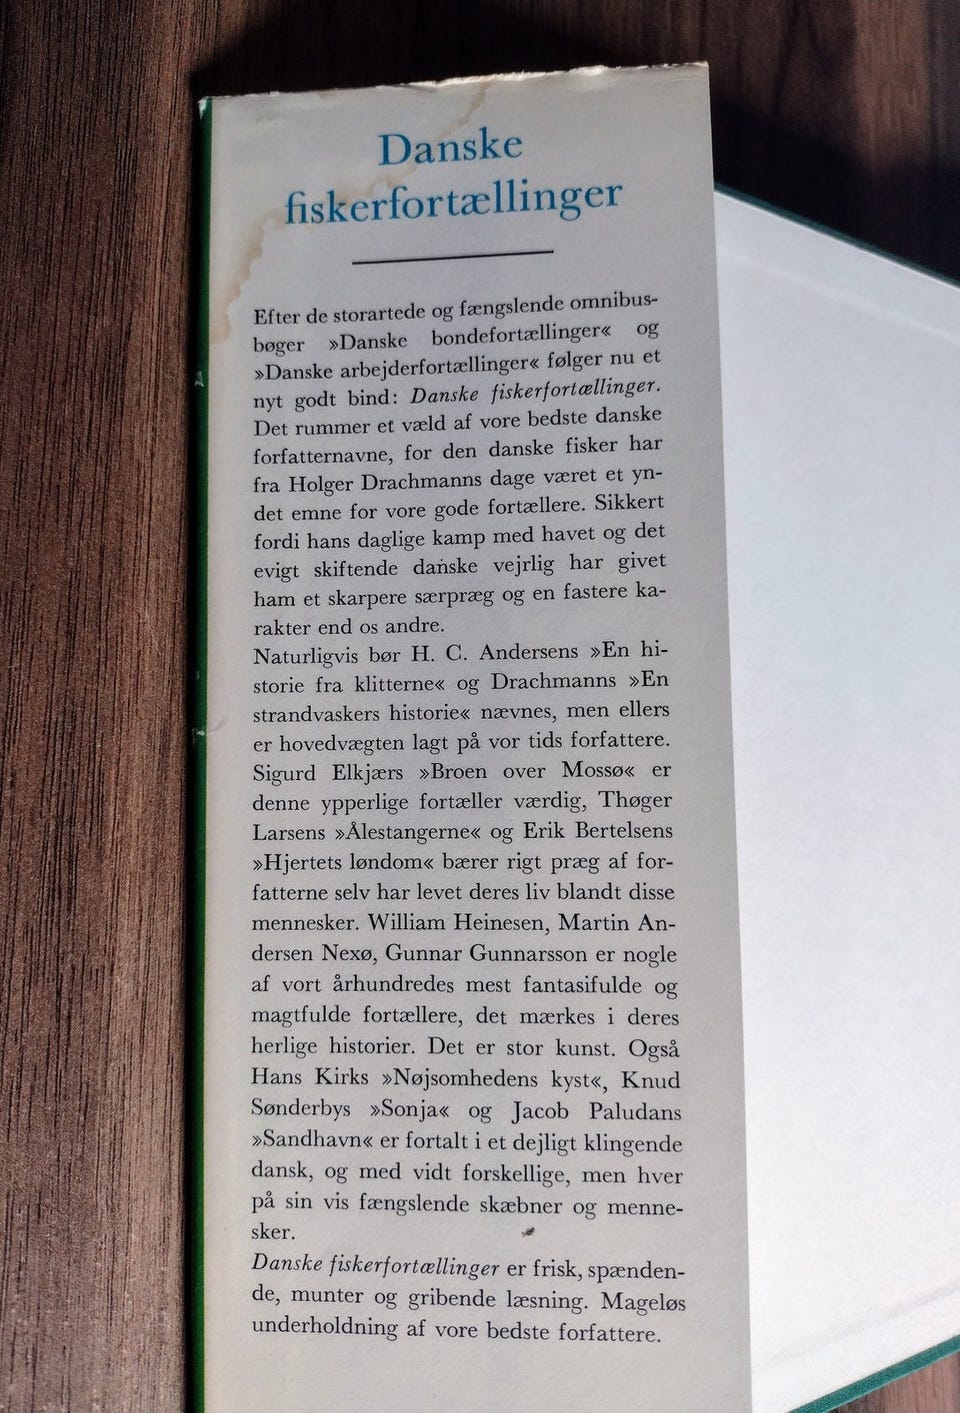 Danske
fiskerfortællinger
Efter de storartede og fængslende omnibus-
bøger »Danske bondefortællinger« og
»Danske arbejderfortællinger« følger nu et
nyt godt bind: Danske fiskerfortællinger.
Det rummer et væld af vore bedste danske
forfatternavne, for den danske fisker har
fra Holger Drachmanns dage været et yn-
det emne for vore gode fortællere. Sikkert
fordi hans daglige kamp med havet og det
evigt skiftende danske vejrlig har givet
ham et skarpere særpræg og en fastere ka-
rakter end os andre.
Naturligvis bør H. C. Andersens »En hi-
storie fra klitterne« og Drachmanns »En
strandvaskers historie« nævnes, men ellers
er hovedvægten lagt på vor tids forfattere.
Sigurd Elkjærs »Broen over Mossø« er
denne ypperlige fortæller værdig, Thøger
Larsens »Ålestangerne« og Erik Bertelsens
»Hjertets løndom« bærer rigt præg af for-
fatterne selv har levet deres liv blandt disse
mennesker. William Heinesen, Martin An-
dersen Nexø, Gunnar Gunnarsson er nogle
af vort århundredes mest fantasifulde og
magtfulde fortællere, det mærkes i deres
herlige historier. Det er stor kunst. Også
Hans Kirks »Nøjsomhedens kyst«, Knud
Sønderbys »Sonja« og Jacob Paludans
»Sandhavn« er fortalt i et dejligt klingende
dansk, og med vidt forskellige, men hver
på sin vis fængslende skæbner og menne-
sker.
Danske fiskerfortællinger er frisk, spænden-
de, munter og gribende læsning. Mageløs
underholdning af vore bedste forfattere.